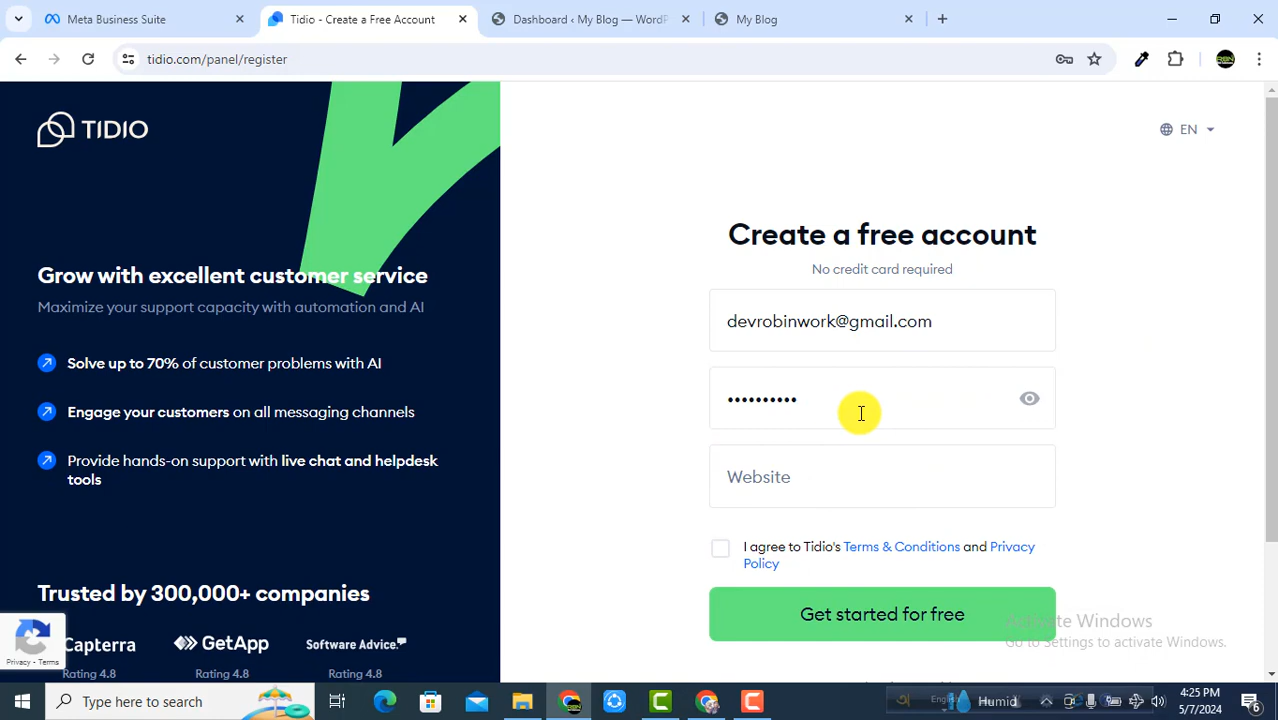 Meta Business Suite
Tidio - Create a Free Account
Dashboard ‹ My Blog — WordP
My Blog
tidio.com/panel/register
RSN
TIDIO
EN
Grow with excellent customer service
Maximize your support capacity with automation and AI
Solve up to 70% of customer problems with AI
Engage your customers on all messaging channels
Provide hands-on support with live chat and helpdesk
tools
Trusted by 300,000+ companies
Capterra
GetApp
Software Advice.
Rating 4.8
Rating 4.8
Rating 4.8
Privacy - Terms
Create a free account
No credit card required
devrobinwork@gmail.com
••••••••••
Website
I agree to Tidio's Terms & Conditions and Privacy
Policy
Get started for free
Activate Windows
Go to Settings to activate Windows.
Type here to search
English
Humid
4:25 PM
5/7/2024
6